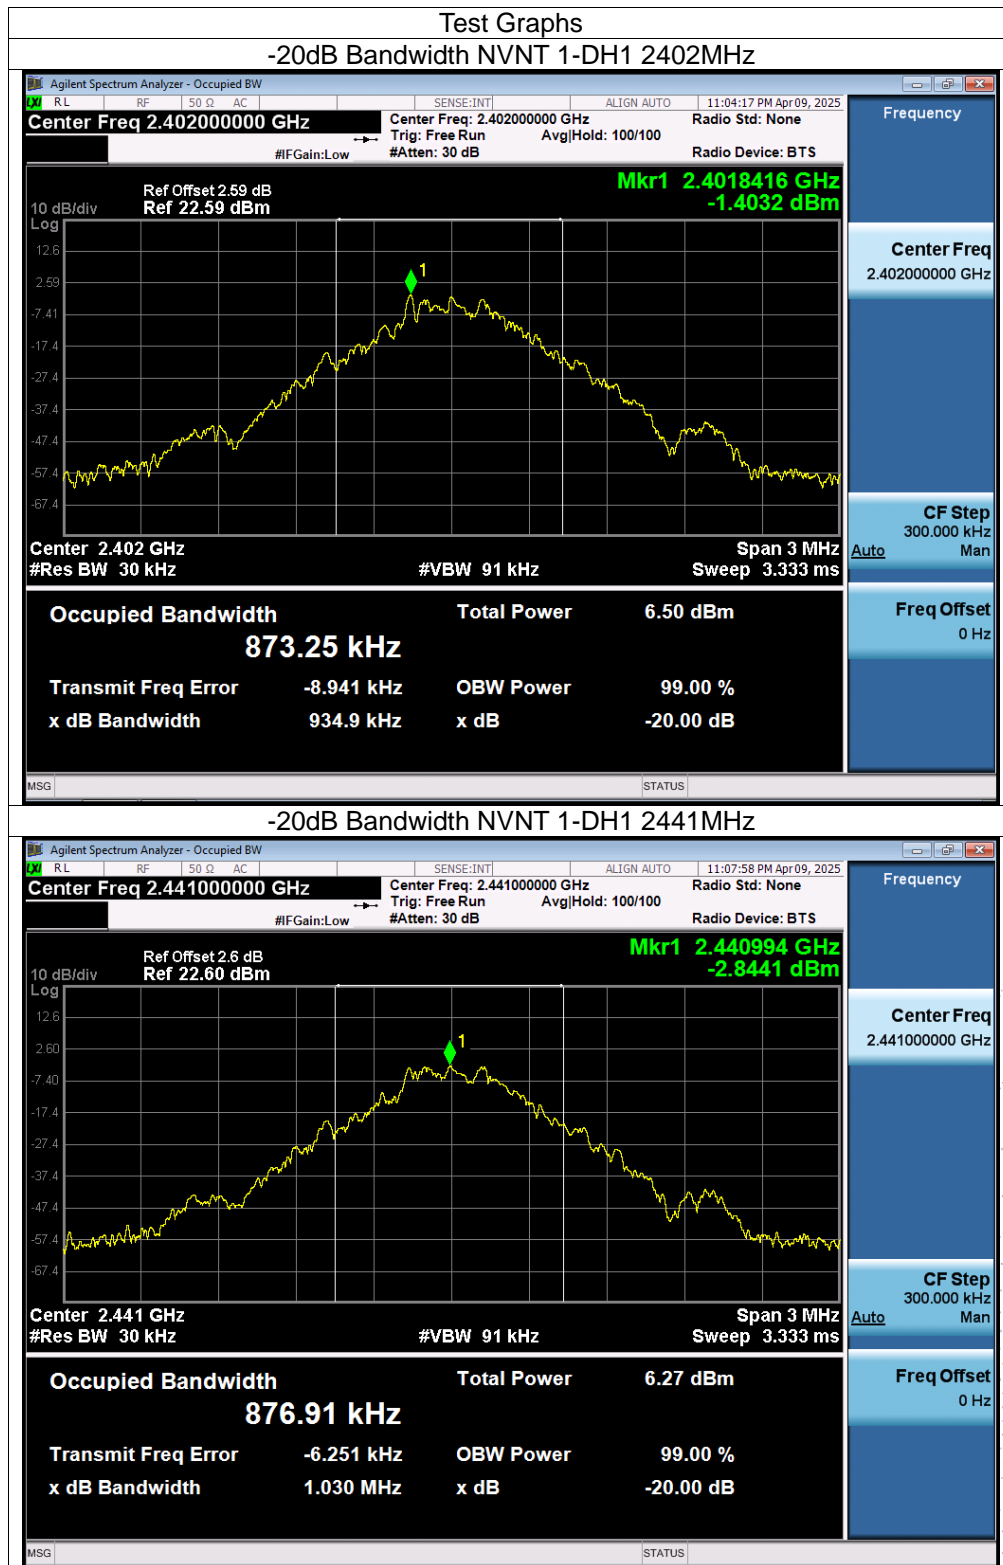 Test Graphs
-20dB Bandwidth NVNT 1-DH1 2402MHz
Agilent Spectrum Analyzer - Occupied BW
LXI RL RF 50 Ω AC SENSE:INT ALIGN AUTO 11:04:17 PM Apr 09, 2025
Center Freq 2.402000000 GHz
Center Freq: 2.402000000 GHz
Radio Std: None
Trig: Free Run Avg|Hold: 100/100
#IFGain:Low #Atten: 30 dB Radio Device: BTS
Frequency
Mkr1 2.4018416 GHz
-1.4032 dBm
Ref Offset 2.59 dB
10 dB/div Ref 22.59 dBm
Log
12.6
2.59
-7.41
-17.4
-27.4
-37.4
-47.4
-57.4
-67.4
1
Center 2.402 GHz Span 3 MHz
#Res BW 30 kHz #VBW 91 kHz Sweep 3.333 ms
Center Freq
2.402000000 GHz
CF Step
300.000 kHz
Auto Man
Freq Offset
0 Hz
Occupied Bandwidth Total Power 6.50 dBm
873.25 kHz
Transmit Freq Error -8.941 kHz OBW Power 99.00 %
x dB Bandwidth 934.9 kHz x dB -20.00 dB
MSG STATUS
-20dB Bandwidth NVNT 1-DH1 2441MHz
Agilent Spectrum Analyzer - Occupied BW
LXI RL RF 50 Ω AC SENSE:INT ALIGN AUTO 11:07:58 PM Apr 09, 2025
Center Freq 2.441000000 GHz
Center Freq: 2.441000000 GHz
Radio Std: None
Trig: Free Run Avg|Hold: 100/100
#IFGain:Low #Atten: 30 dB Radio Device: BTS
Frequency
Mkr1 2.440994 GHz
-2.8441 dBm
Ref Offset 2.6 dB
10 dB/div Ref 22.60 dBm
Log
12.6
2.60
-7.40
-17.4
-27.4
-37.4
-47.4
-57.4
-67.4
1
Center 2.441 GHz Span 3 MHz
#Res BW 30 kHz #VBW 91 kHz Sweep 3.333 ms
Center Freq
2.441000000 GHz
CF Step
300.000 kHz
Auto Man
Freq Offset
0 Hz
Occupied Bandwidth Total Power 6.27 dBm
876.91 kHz
Transmit Freq Error -6.251 kHz OBW Power 99.00 %
x dB Bandwidth 1.030 MHz x dB -20.00 dB
MSG STATUS